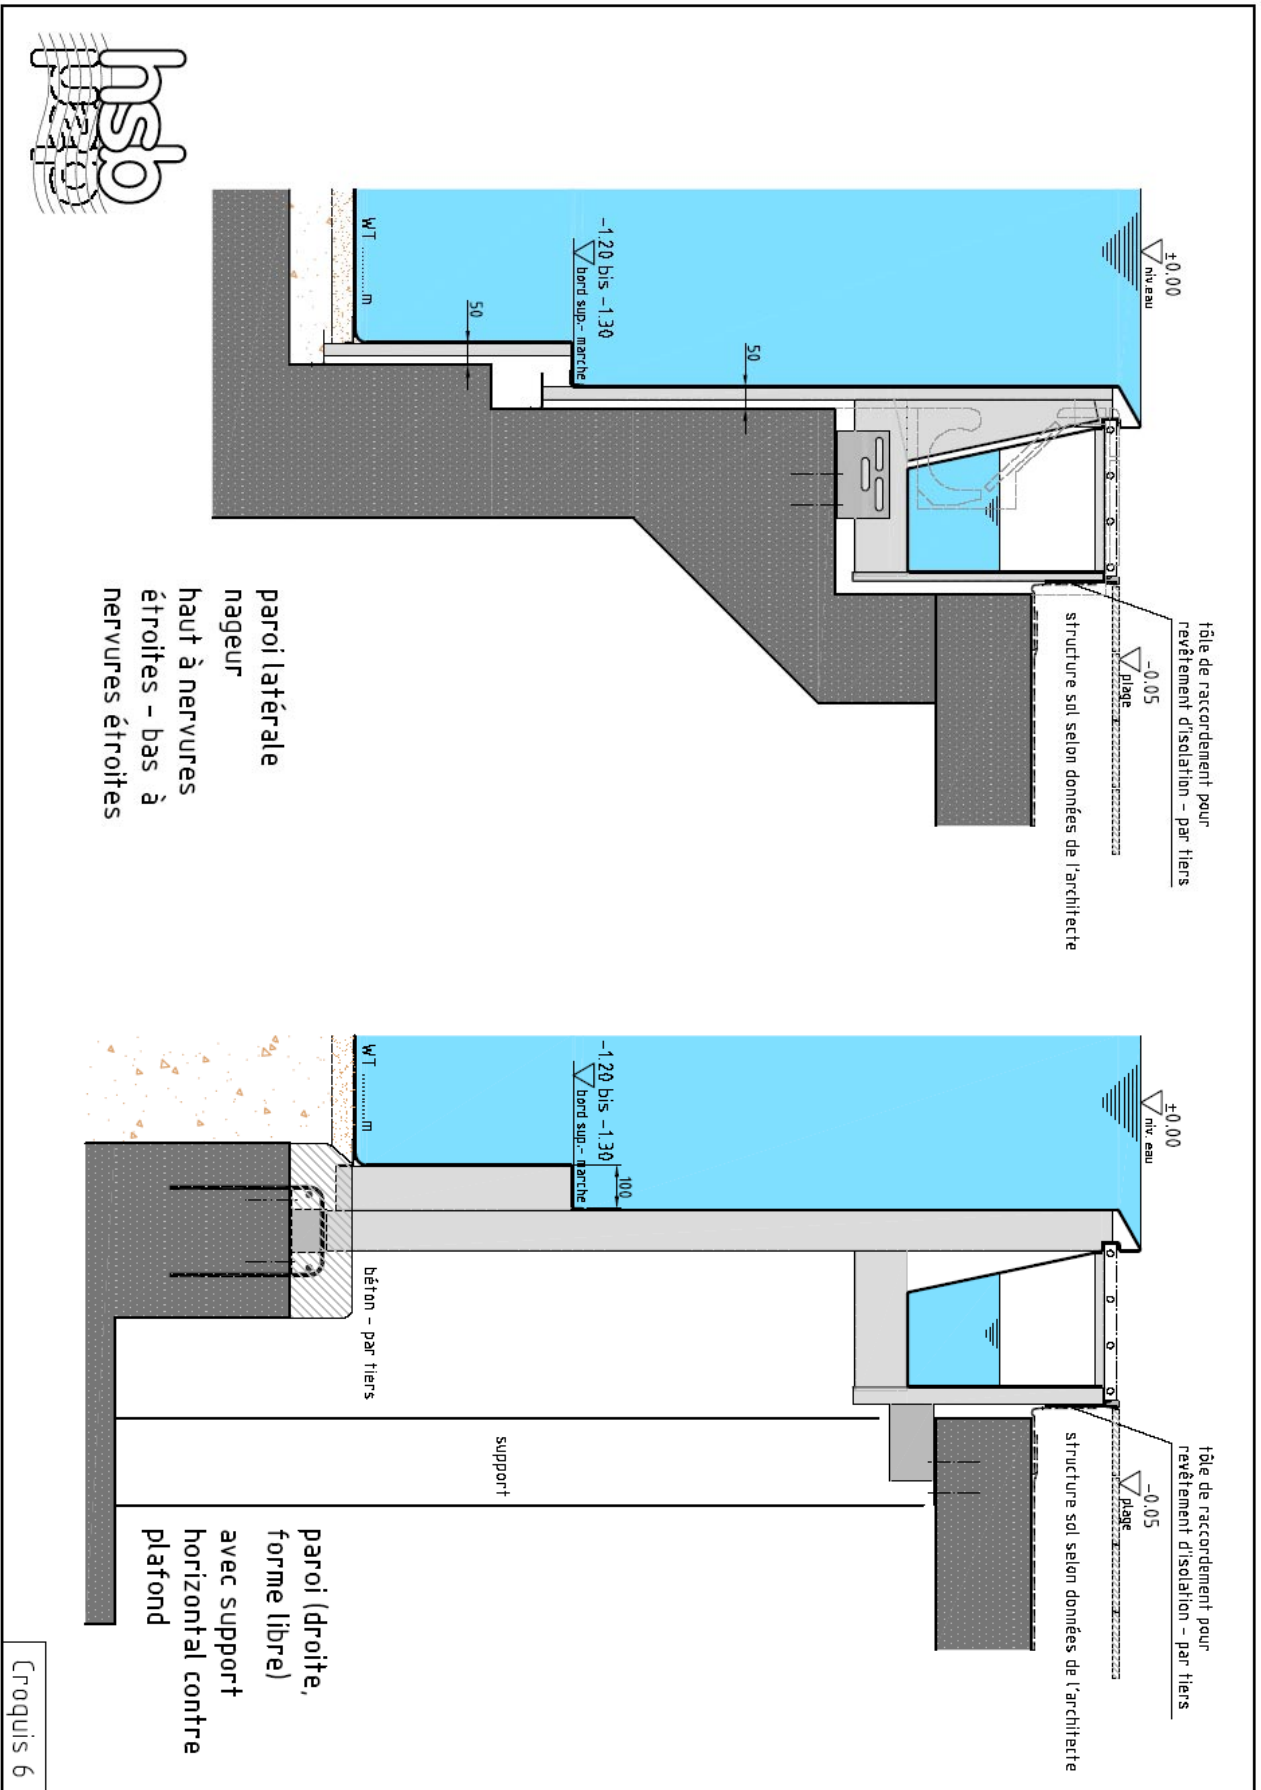 ±0.00
niv.eau
tôle de raccordement pour
revêtement d'isolation - par tiers
-0.05
plage
structure sol selon données de l'architecte
50
-1.20 bis -1.30
bord sup.- marche
50
WT ........... m
paroi latérale
nageur
haut à nervures
étroites - bas à
nervures étroites
hsb
±0.00
niv. eau
tôle de raccordement pour
revêtement d'isolation - par tiers
-0.05
plage
structure sol selon données de l'architecte
100
-1.20 bis -1.30
bord sup.- marche
support
WT ........... m
béton - par tiers
paroi (droite,
forme libre)
avec support
horizontal contre
plafond
Croquis 6